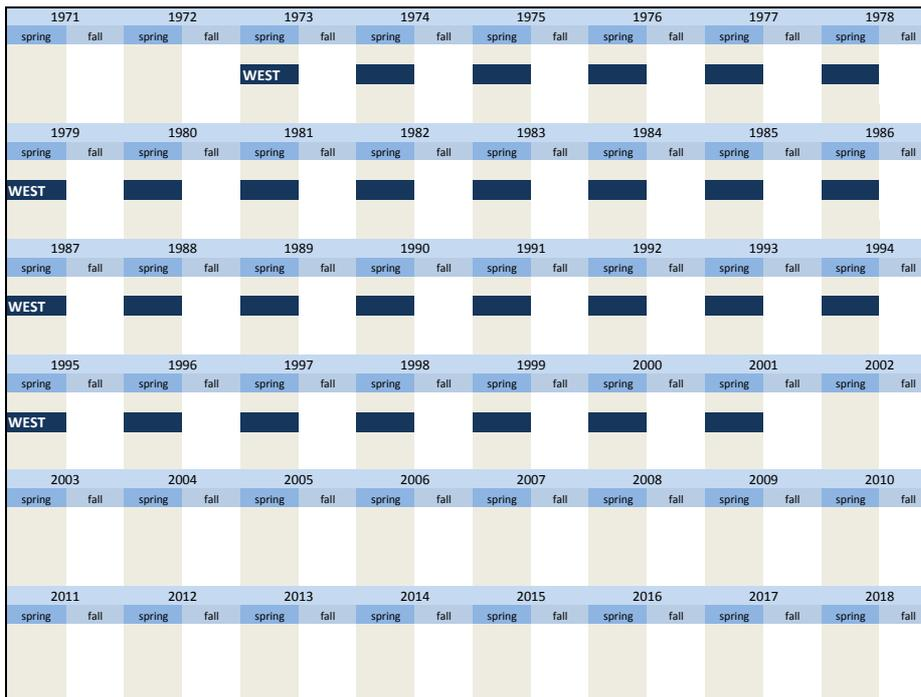 1971 1972 1973 1974 1975 1976 1977 1978
spring fall spring fall spring fall spring fall spring fall spring fall spring fall spring fall
WEST
1979 1980 1981 1982 1983 1984 1985 1986
spring fall spring fall spring fall spring fall spring fall spring fall spring fall spring fall
WEST
1987 1988 1989 1990 1991 1992 1993 1994
spring fall spring fall spring fall spring fall spring fall spring fall spring fall spring fall
WEST
1995 1996 1997 1998 1999 2000 2001 2002
spring fall spring fall spring fall spring fall spring fall spring fall spring fall spring fall
WEST
2003 2004 2005 2006 2007 2008 2009 2010
spring fall spring fall spring fall spring fall spring fall spring fall spring fall spring fall
2011 2012 2013 2014 2015 2016 2017 2018
spring fall spring fall spring fall spring fall spring fall spring fall spring fall spring fall